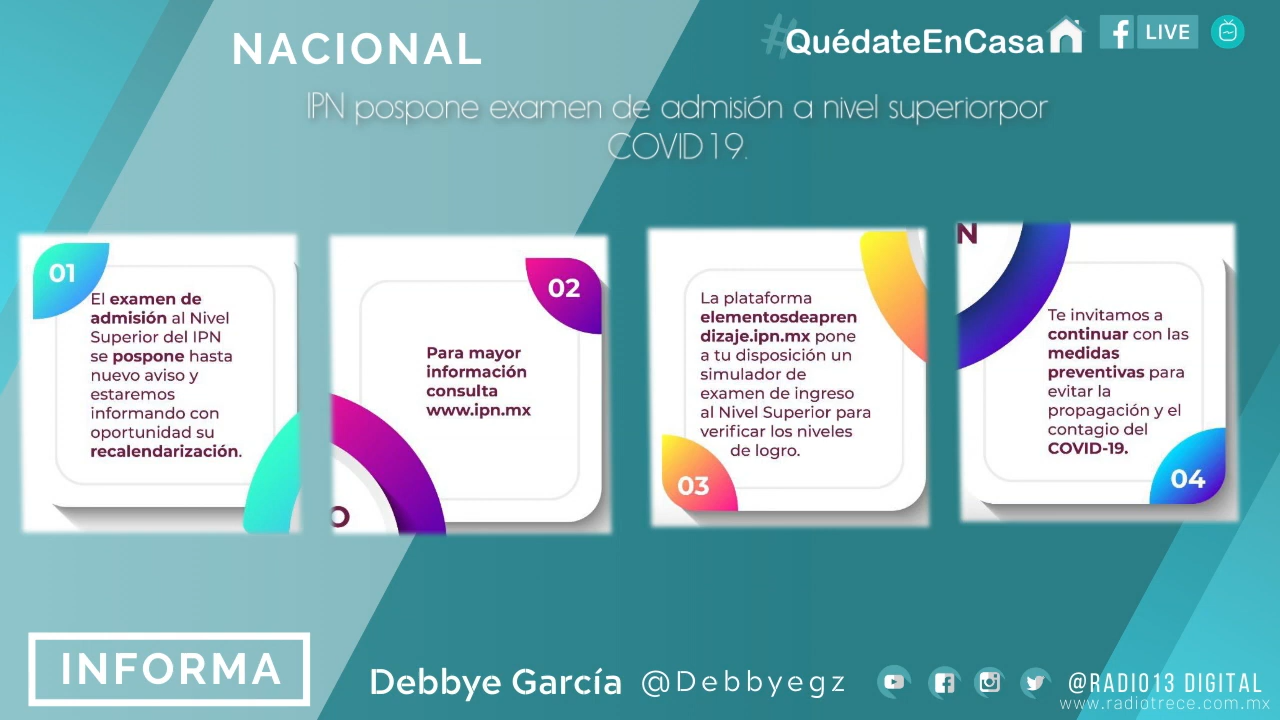 NACIONAL
#QuédateEnCasa
f LIVE
IPN pospone examen de admisión a nivel superiorpor
COVID19.
01
El examen de
admisión al Nivel
Superior del IPN
se pospone hasta
nuevo aviso y
estaremos
informando con
oportunidad su
recalendarización.
02
Para mayor
información
consulta
www.ipn.mx
O
La plataforma
elementosdeapren
dizaje.ipn.mx pone
a tu disposición un
simulador de
examen de ingreso
al Nivel Superior para
verificar los niveles
de logro.
03
N
Te invitamos a
continuar con las
medidas
preventivas para
evitar la
propagación y el
contagio del
COVID-19.
04
INFORMA
Debbye García @Debbyegz
@RADIO13 DIGITAL
www.radiotrece.com.mx